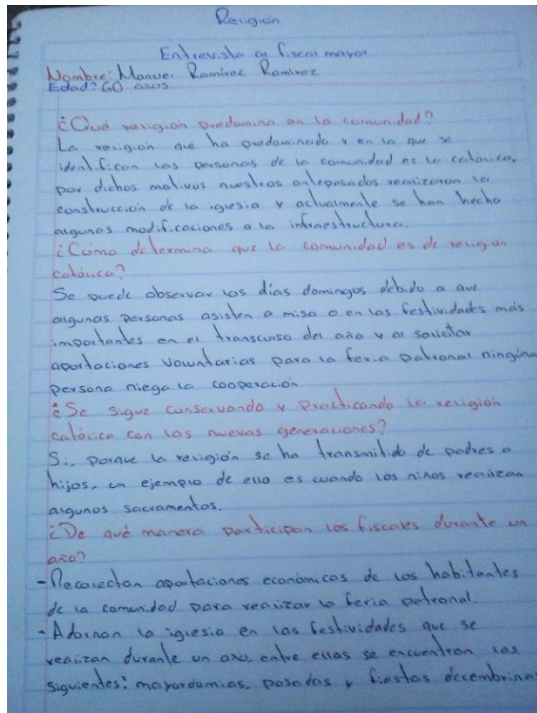 Religión
Entrevista al fiscal mayor
Nombre: Manuel Ramírez Ramírez
Edad: 60 años
¿Qué religión predomina en la comunidad?
La religión que ha predominado y en la que se
identifican las personas de la comunidad es la católica,
por dichos motivos nuestros antepasados realizaron la
construcción de la iglesia y actualmente se han hecho
algunas modificaciones a la infraestructura.
¿Cómo determina que la comunidad es de religión
católica?
Se puede observar los días domingos debido a que
algunas personas asisten a misa o en las festividades más
importantes en el transcurso del año y al solicitar
aportaciones voluntarias para la feria patronal ninguna
persona niega la cooperación
¿Se sigue conservando y practicando la religión
católica con las nuevas generaciones?
Si, porque la religión se ha transmitido de padres a
hijos, un ejemplo de ello es cuando los niños realizan
algunos sacramentos.
¿De qué manera participan los fiscales durante un
año?
- Recolectan aportaciones económicas de los habitantes
de la comunidad para realizar la feria patronal.
- Adornan la iglesia en las festividades que se
realizan durante un año, entre ellas se encuentran las
siguientes: mayordomias, posadas y fiestas decembrinas